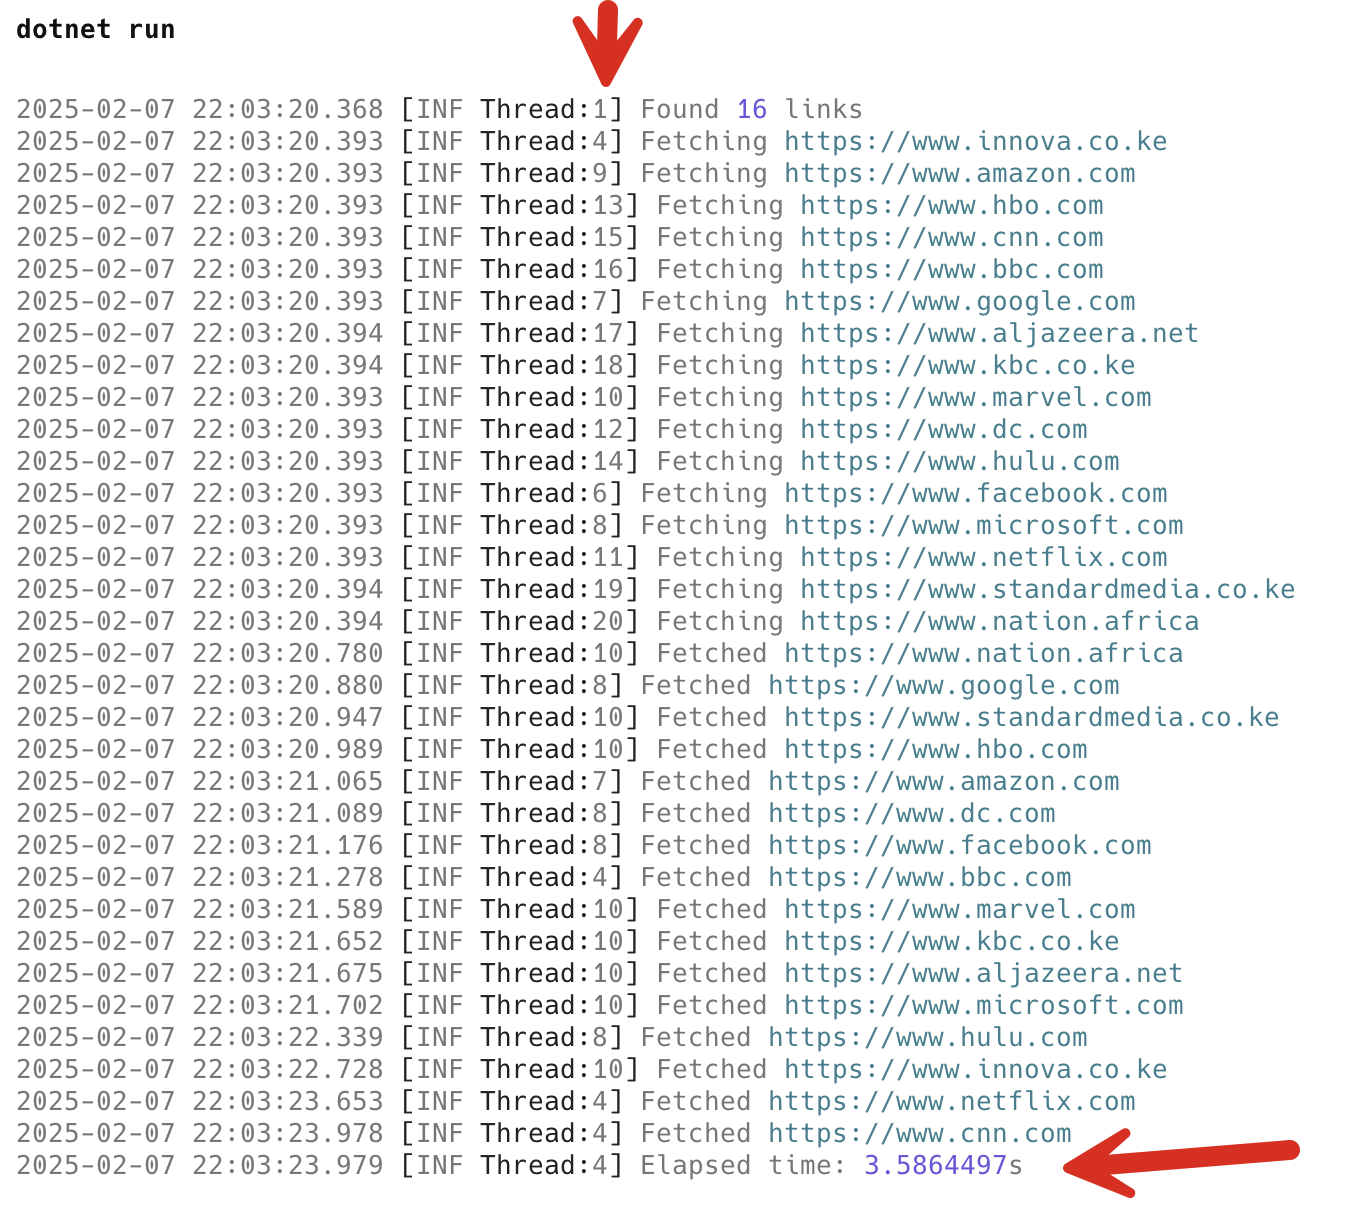 dotnet run
2025-02-07 22:03:20.368 [INF Thread:1] Found 16 links
2025-02-07 22:03:20.393 [INF Thread:4] Fetching https://www.innova.co.ke
2025-02-07 22:03:20.393 [INF Thread:9] Fetching https://www.amazon.com
2025-02-07 22:03:20.393 [INF Thread:13] Fetching https://www.hbo.com
2025-02-07 22:03:20.393 [INF Thread:15] Fetching https://www.cnn.com
2025-02-07 22:03:20.393 [INF Thread:16] Fetching https://www.bbc.com
2025-02-07 22:03:20.393 [INF Thread:7] Fetching https://www.google.com
2025-02-07 22:03:20.394 [INF Thread:17] Fetching https://www.aljazeera.net
2025-02-07 22:03:20.394 [INF Thread:18] Fetching https://www.kbc.co.ke
2025-02-07 22:03:20.393 [INF Thread:10] Fetching https://www.marvel.com
2025-02-07 22:03:20.393 [INF Thread:12] Fetching https://www.dc.com
2025-02-07 22:03:20.393 [INF Thread:14] Fetching https://www.hulu.com
2025-02-07 22:03:20.393 [INF Thread:6] Fetching https://www.facebook.com
2025-02-07 22:03:20.393 [INF Thread:8] Fetching https://www.microsoft.com
2025-02-07 22:03:20.393 [INF Thread:11] Fetching https://www.netflix.com
2025-02-07 22:03:20.394 [INF Thread:19] Fetching https://www.standardmedia.co.ke
2025-02-07 22:03:20.394 [INF Thread:20] Fetching https://www.nation.africa
2025-02-07 22:03:20.780 [INF Thread:10] Fetched https://www.nation.africa
2025-02-07 22:03:20.880 [INF Thread:8] Fetched https://www.google.com
2025-02-07 22:03:20.947 [INF Thread:10] Fetched https://www.standardmedia.co.ke
2025-02-07 22:03:20.989 [INF Thread:10] Fetched https://www.hbo.com
2025-02-07 22:03:21.065 [INF Thread:7] Fetched https://www.amazon.com
2025-02-07 22:03:21.089 [INF Thread:8] Fetched https://www.dc.com
2025-02-07 22:03:21.176 [INF Thread:8] Fetched https://www.facebook.com
2025-02-07 22:03:21.278 [INF Thread:4] Fetched https://www.bbc.com
2025-02-07 22:03:21.589 [INF Thread:10] Fetched https://www.marvel.com
2025-02-07 22:03:21.652 [INF Thread:10] Fetched https://www.kbc.co.ke
2025-02-07 22:03:21.675 [INF Thread:10] Fetched https://www.aljazeera.net
2025-02-07 22:03:21.702 [INF Thread:10] Fetched https://www.microsoft.com
2025-02-07 22:03:22.339 [INF Thread:8] Fetched https://www.hulu.com
2025-02-07 22:03:22.728 [INF Thread:10] Fetched https://www.innova.co.ke
2025-02-07 22:03:23.653 [INF Thread:4] Fetched https://www.netflix.com
2025-02-07 22:03:23.978 [INF Thread:4] Fetched https://www.cnn.com
2025-02-07 22:03:23.979 [INF Thread:4] Elapsed time: 3.5864497s